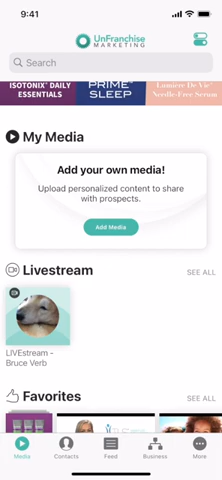 9:41
UnFranchise
MARKETING
Search
ISOTONIX DAILY
ESSENTIALS
PRIME
SLEEP
Lumière De Vie
Needle-Free Serum
My Media
Add your own media!
Upload personalized content to share
with prospects.
Add Media
Livestream
SEE ALL
LIVEstream -
Bruce Verb
Favorites
SEE ALL
Media
Contacts
Feed
Business
More